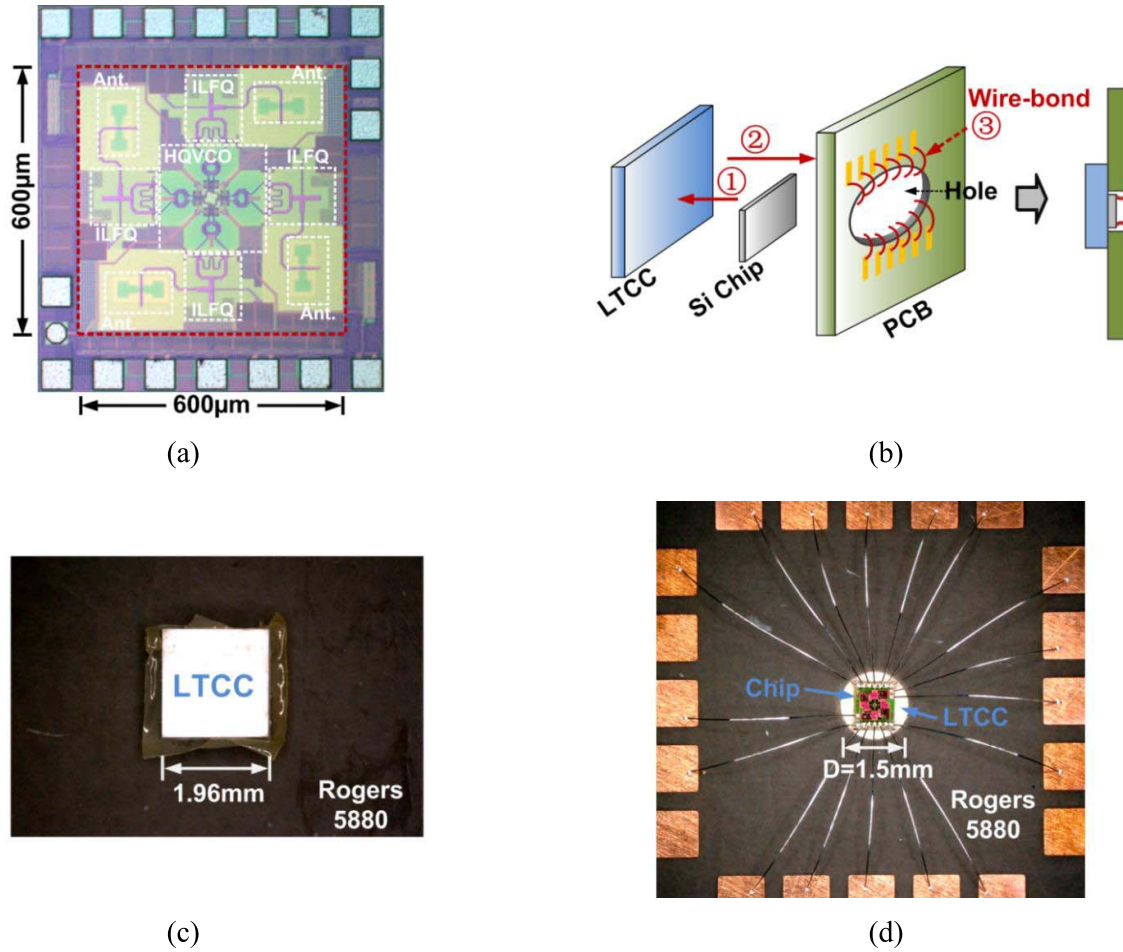 Ant.
ILFQ
Ant.
HQVCO
ILFQ
600µm
ILFQ
Ant.
ILFQ
Ant.
600µm
(a)
②
Wire-bond
③
①
Hole
LTCC
Si Chip
PCB
(b)
LTCC
1.96mm
Rogers
5880
(c)
Chip
LTCC
D=1.5mm
Rogers
5880
(d)